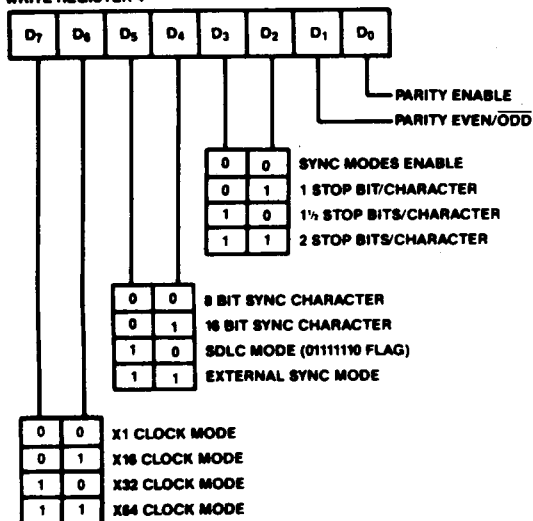 WRITE REGISTER 4
D7 D6 D5 D4 D3 D2 D1 D0
PARITY ENABLE
PARITY EVEN/ODD
0 0 SYNC MODES ENABLE
0 1 1 STOP BIT/CHARACTER
1 0 1½ STOP BITS/CHARACTER
1 1 2 STOP BITS/CHARACTER
0 0 8 BIT SYNC CHARACTER
0 1 16 BIT SYNC CHARACTER
1 0 SDLC MODE (01111110 FLAG)
1 1 EXTERNAL SYNC MODE
0 0 X1 CLOCK MODE
0 1 X16 CLOCK MODE
1 0 X32 CLOCK MODE
1 1 X64 CLOCK MODE